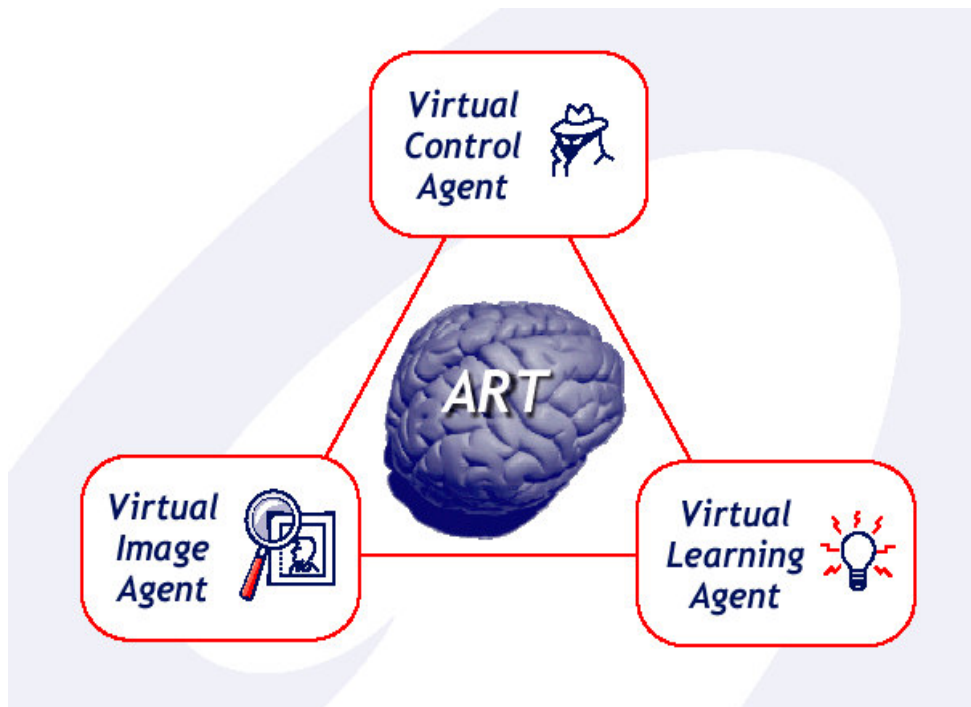 Virtual
Control
Agent
ART
Virtual
Image
Agent
Virtual
Learning
Agent